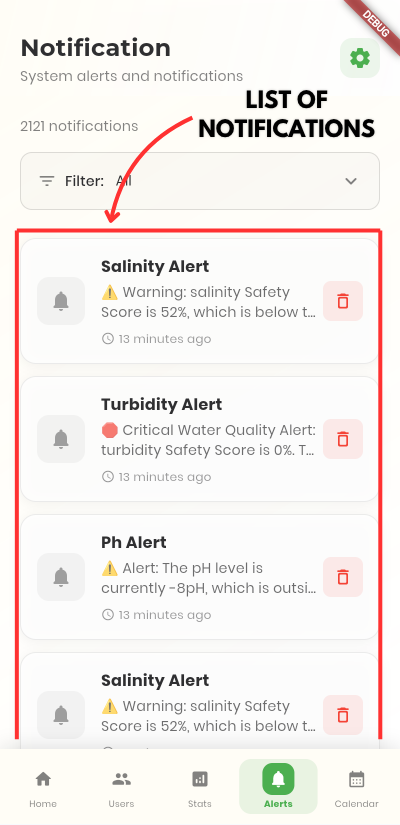 DEBUG
Notification
System alerts and notifications
LIST OF
NOTIFICATIONS
2121 notifications
Filter: All
Salinity Alert
⚠️ Warning: salinity Safety
Score is 52%, which is below t...
13 minutes ago
Turbidity Alert
🛑 Critical Water Quality Alert:
turbidity Safety Score is 0%. T...
13 minutes ago
Ph Alert
⚠️ Alert: The pH level is
currently -8pH, which is outsi...
13 minutes ago
Salinity Alert
⚠️ Warning: salinity Safety
Score is 52%, which is below t...
Home
Users
Stats
Alerts
Calendar